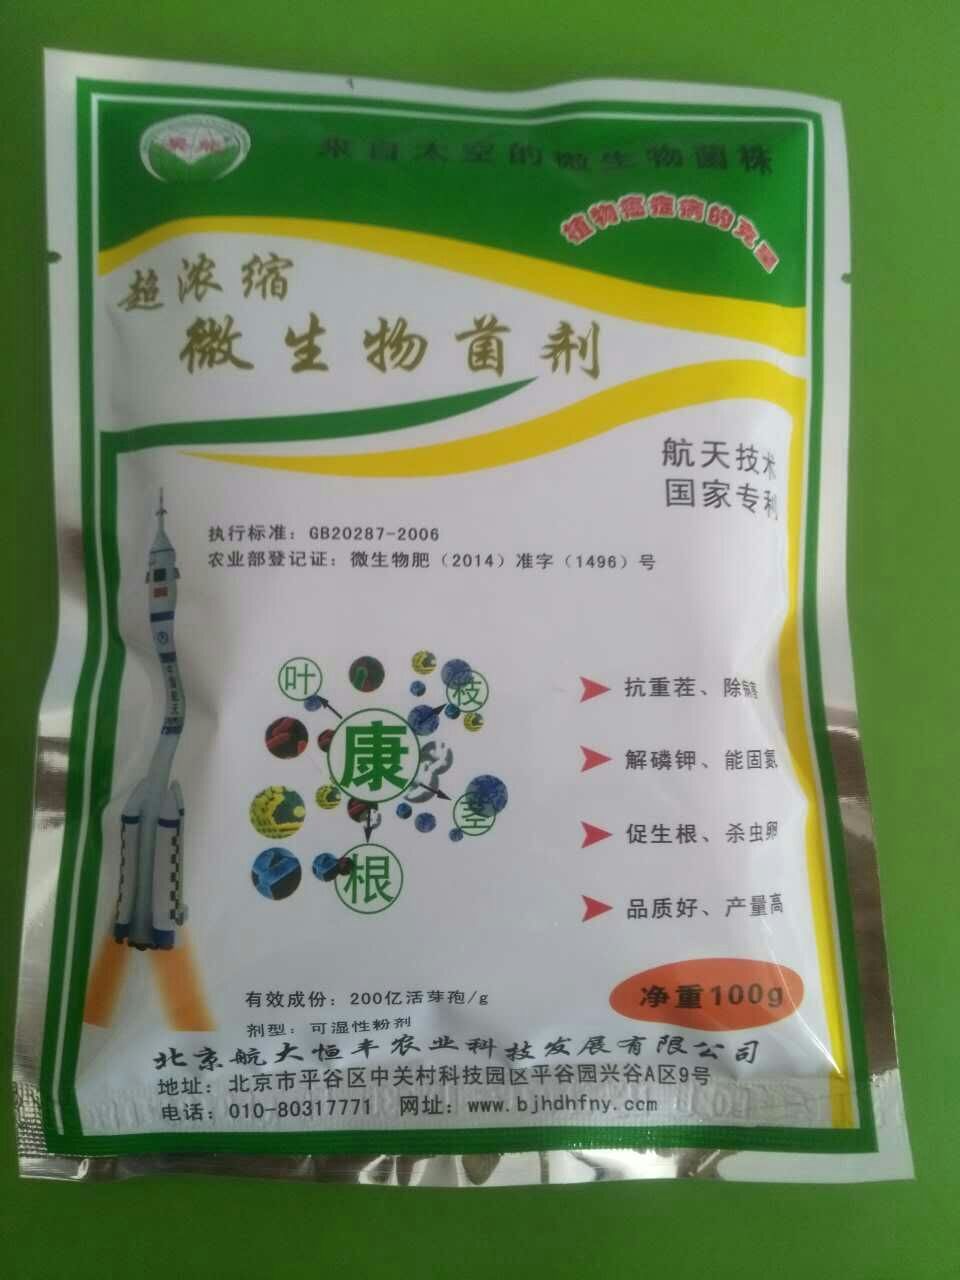 来自太空的微生物菌株
植物癌症病的克星
超浓缩
微生物菌剂
航天技术
国家专利
执行标准：GB20287-2006
农业部登记证：微生物肥（2014）准字（1496）号
中国航天
叶
枝
康
茎
根
抗重茬、除病害
解磷钾、能固氮
促生根、杀虫卵
品质好、产量高
有效成份：200亿活芽孢/g
剂型：可湿性粉剂
净重100g
北京航大恒丰农业科技发展有限公司
地址：北京市平谷区中关村科技园区平谷园兴谷A区9号
电话：010-80317771 网址：www.bjhdhfny.com